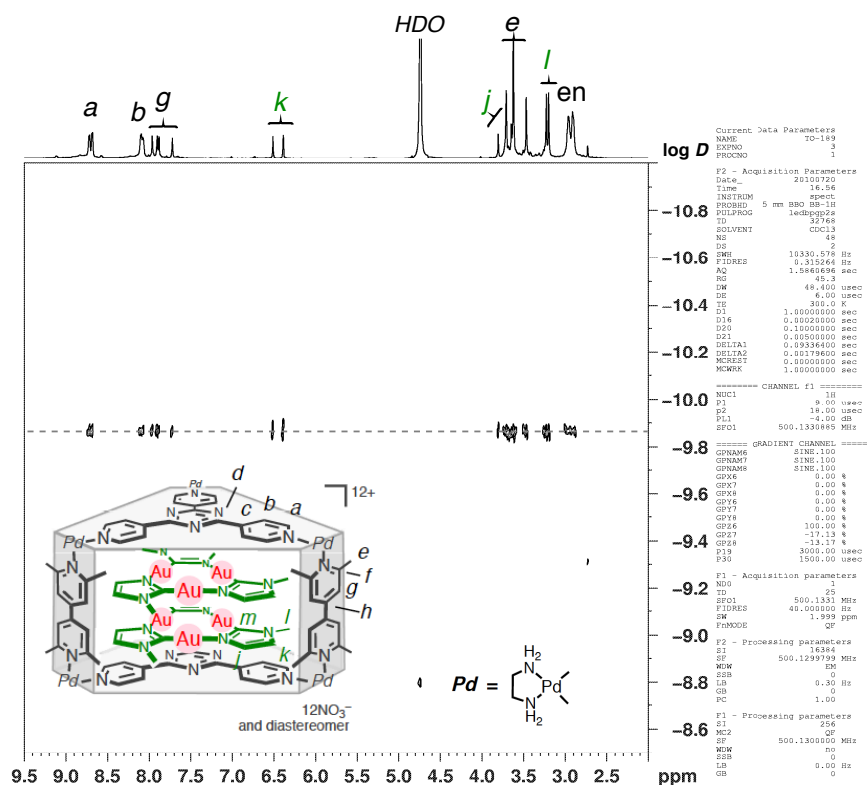 HDO
e
l
a
b
g
k
j
en
log D
-10.8
-10.6
-10.4
-10.2
-10.0
-9.8
-9.6
-9.4
-9.2
-9.0
-8.8
-8.6
9.5 9.0 8.5 8.0 7.5 7.0 6.5 6.0 5.5 5.0 4.5 4.0 3.5 3.0 2.5 ppm
Pd
d
12+
N
N
N
N
c
b
a
N
N
Pd
Pd
Pd
e
f
g
h
Au
Au
Au
Au
Au
Au
m
l
j
k
Pd
Pd
Pd
12NO3–
and diastereomer
Pd =
H2
N
Pd
N
H2
Current Data Parameters
NAME TO-189
EXPNO 3
PROCNO 1
F2 - Acquisition Parameters
Date_ 20100720
Time 16.56
INSTRUM spect
PROBHD 5 mm BBO BB-1H
PULPROG ledbpgp2s
TD 32768
SOLVENT CDCl3
NS 48
DS 2
SWH 10330.578 Hz
FIDRES 0.315264 Hz
AQ 1.5860696 sec
RG 45.3
DW 48.400 usec
DE 6.00 usec
TE 300.0 K
D1 1.00000000 sec
D16 0.00020000 sec
D20 0.10000000 sec
D21 0.00500000 sec
DELTA1 0.09336400 sec
DELTA2 0.00179600 sec
MCREST 0.00000000 sec
MCWRK 1.00000000 sec
======== CHANNEL f1 ========
NUC1 1H
P1 9.00 usec
p2 18.00 usec
PL1 -4.00 dB
SFO1 500.1330885 MHz
====== GRADIENT CHANNEL =====
GPNAM6 SINE.100
GPNAM7 SINE.100
GPNAM8 SINE.100
GPX6 0.00 %
GPX7 0.00 %
GPX8 0.00 %
GPY6 0.00 %
GPY7 0.00 %
GPY8 0.00 %
GPZ6 100.00 %
GPZ7 -17.13 %
GPZ8 -13.17 %
P19 3000.00 usec
P30 1500.00 usec
F1 - Acquisition parameters
ND0 1
TD 25
SFO1 500.1331 MHz
FIDRES 40.000000 Hz
SW 1.999 ppm
FnMODE QF
F2 - Processing parameters
SI 16384
SF 500.1299799 MHz
WDW EM
SSB 0
LB 0.30 Hz
GB 0
PC 1.00
F1 - Processing parameters
SI 256
MC2 QF
SF 500.1300000 MHz
WDW no
SSB 0
LB 0.00 Hz
GB 0